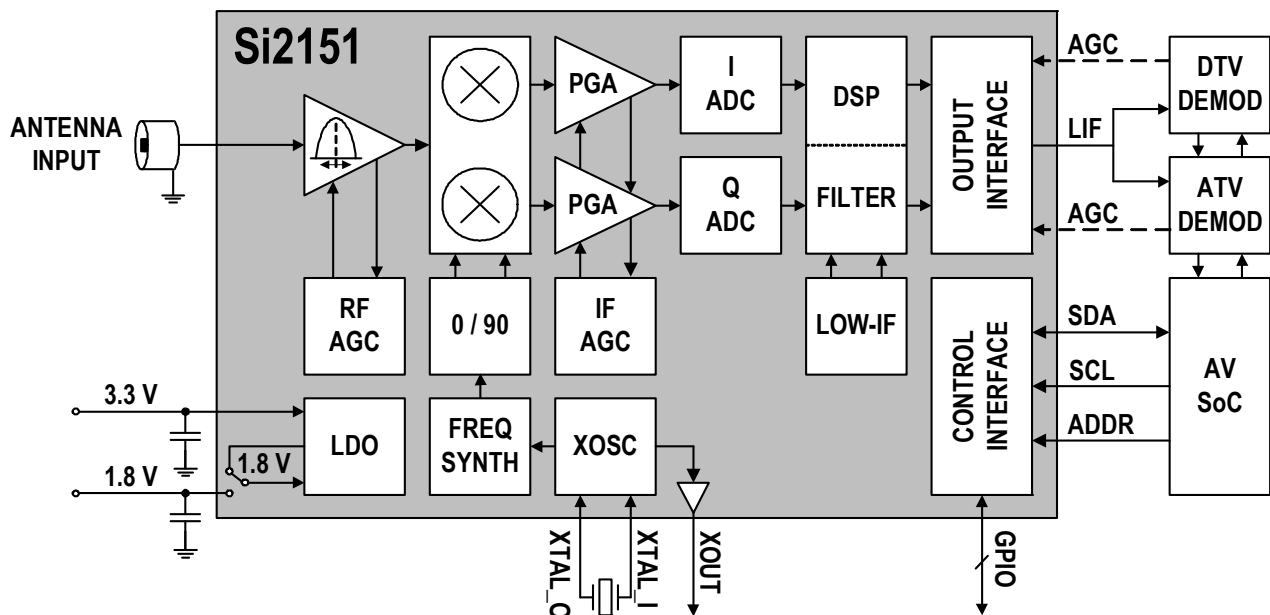 Si2151
ANTENNA
INPUT
PGA
PGA
I
ADC
Q
ADC
DSP
FILTER
OUTPUT
INTERFACE
AGC
LIF
AGC
DTV
DEMOD
ATV
DEMOD
RF
AGC
0 / 90
IF
AGC
LOW-IF
CONTROL
INTERFACE
SDA
SCL
ADDR
AV
SoC
3.3 V
1.8 V
1.8 V
LDO
FREQ
SYNTH
XOSC
XTAL_O
XTAL_I
XOUT
GPIO